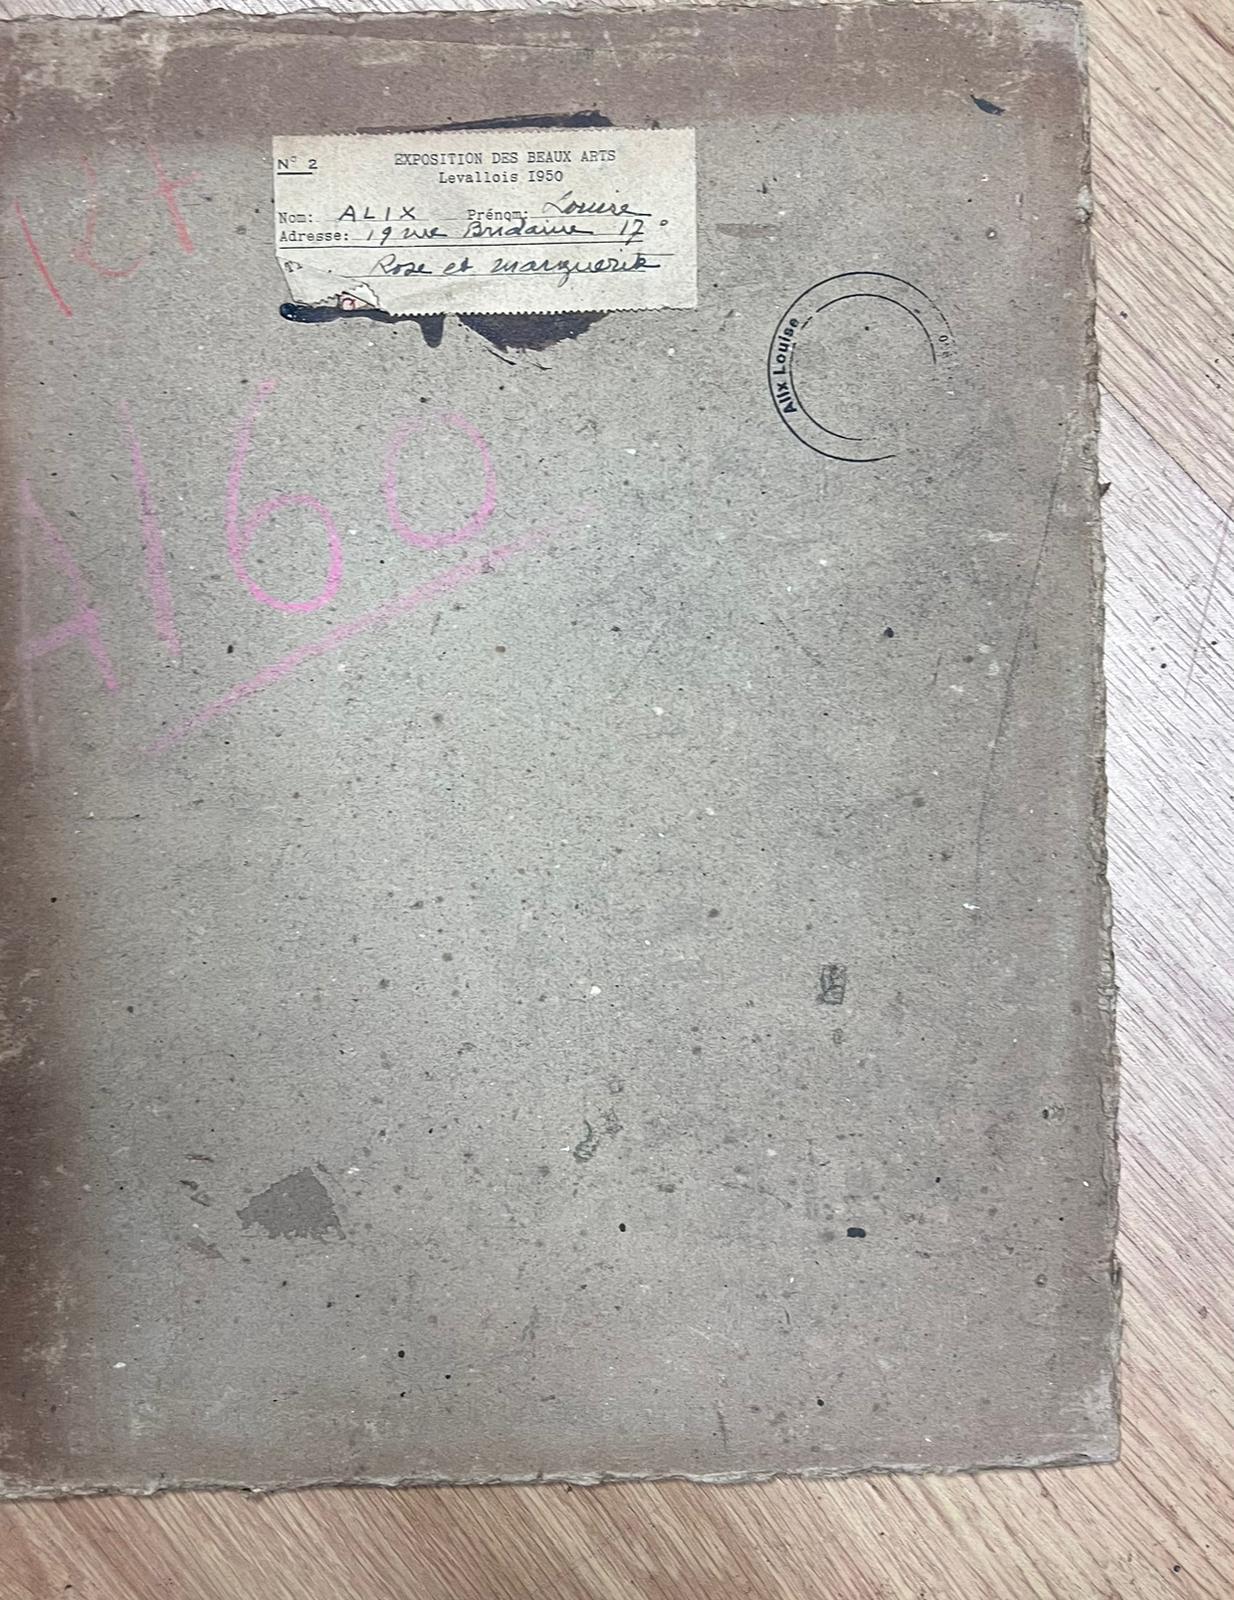 N° 2
EXPOSITION DES BEAUX ARTS
Levallois 1950
Nom: ALIX Prénom: Louise
Adresse: 19 rue Bridaine 17°
Rose et marguerite
Alix Louise
A160